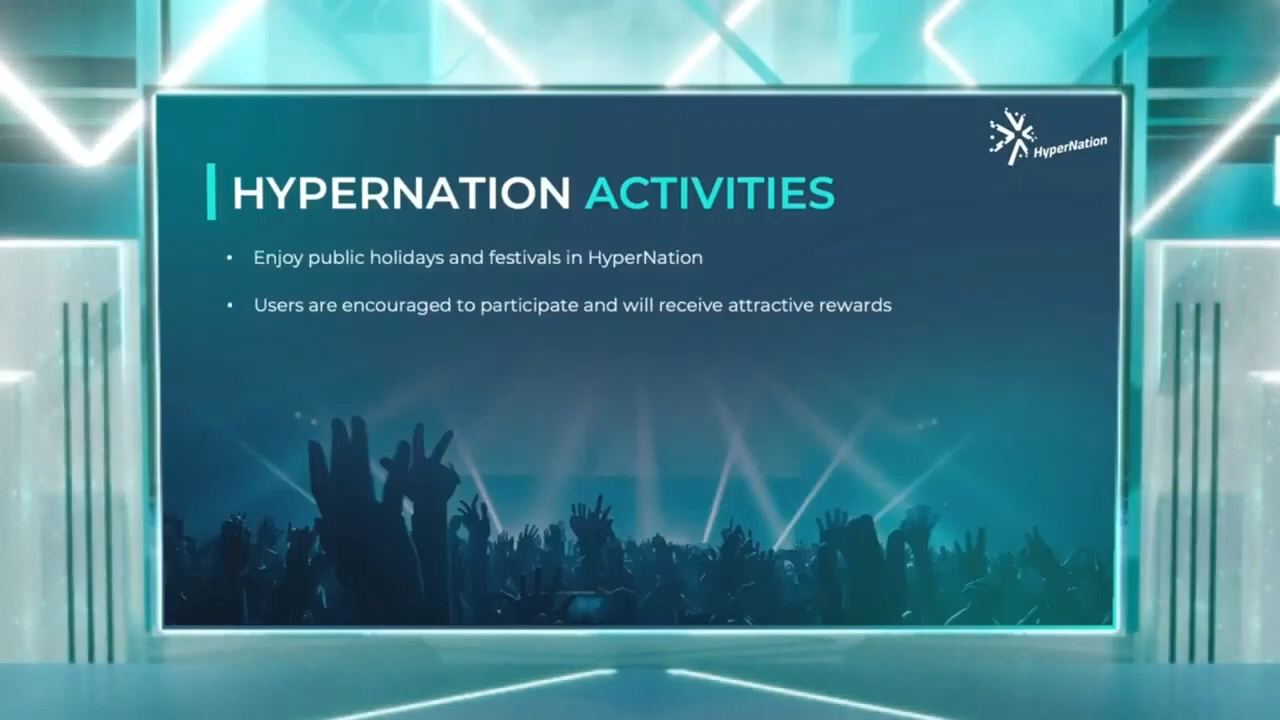 HyperNation
HYPERNATION ACTIVITIES
• Enjoy public holidays and festivals in HyperNation
• Users are encouraged to participate and will receive attractive rewards